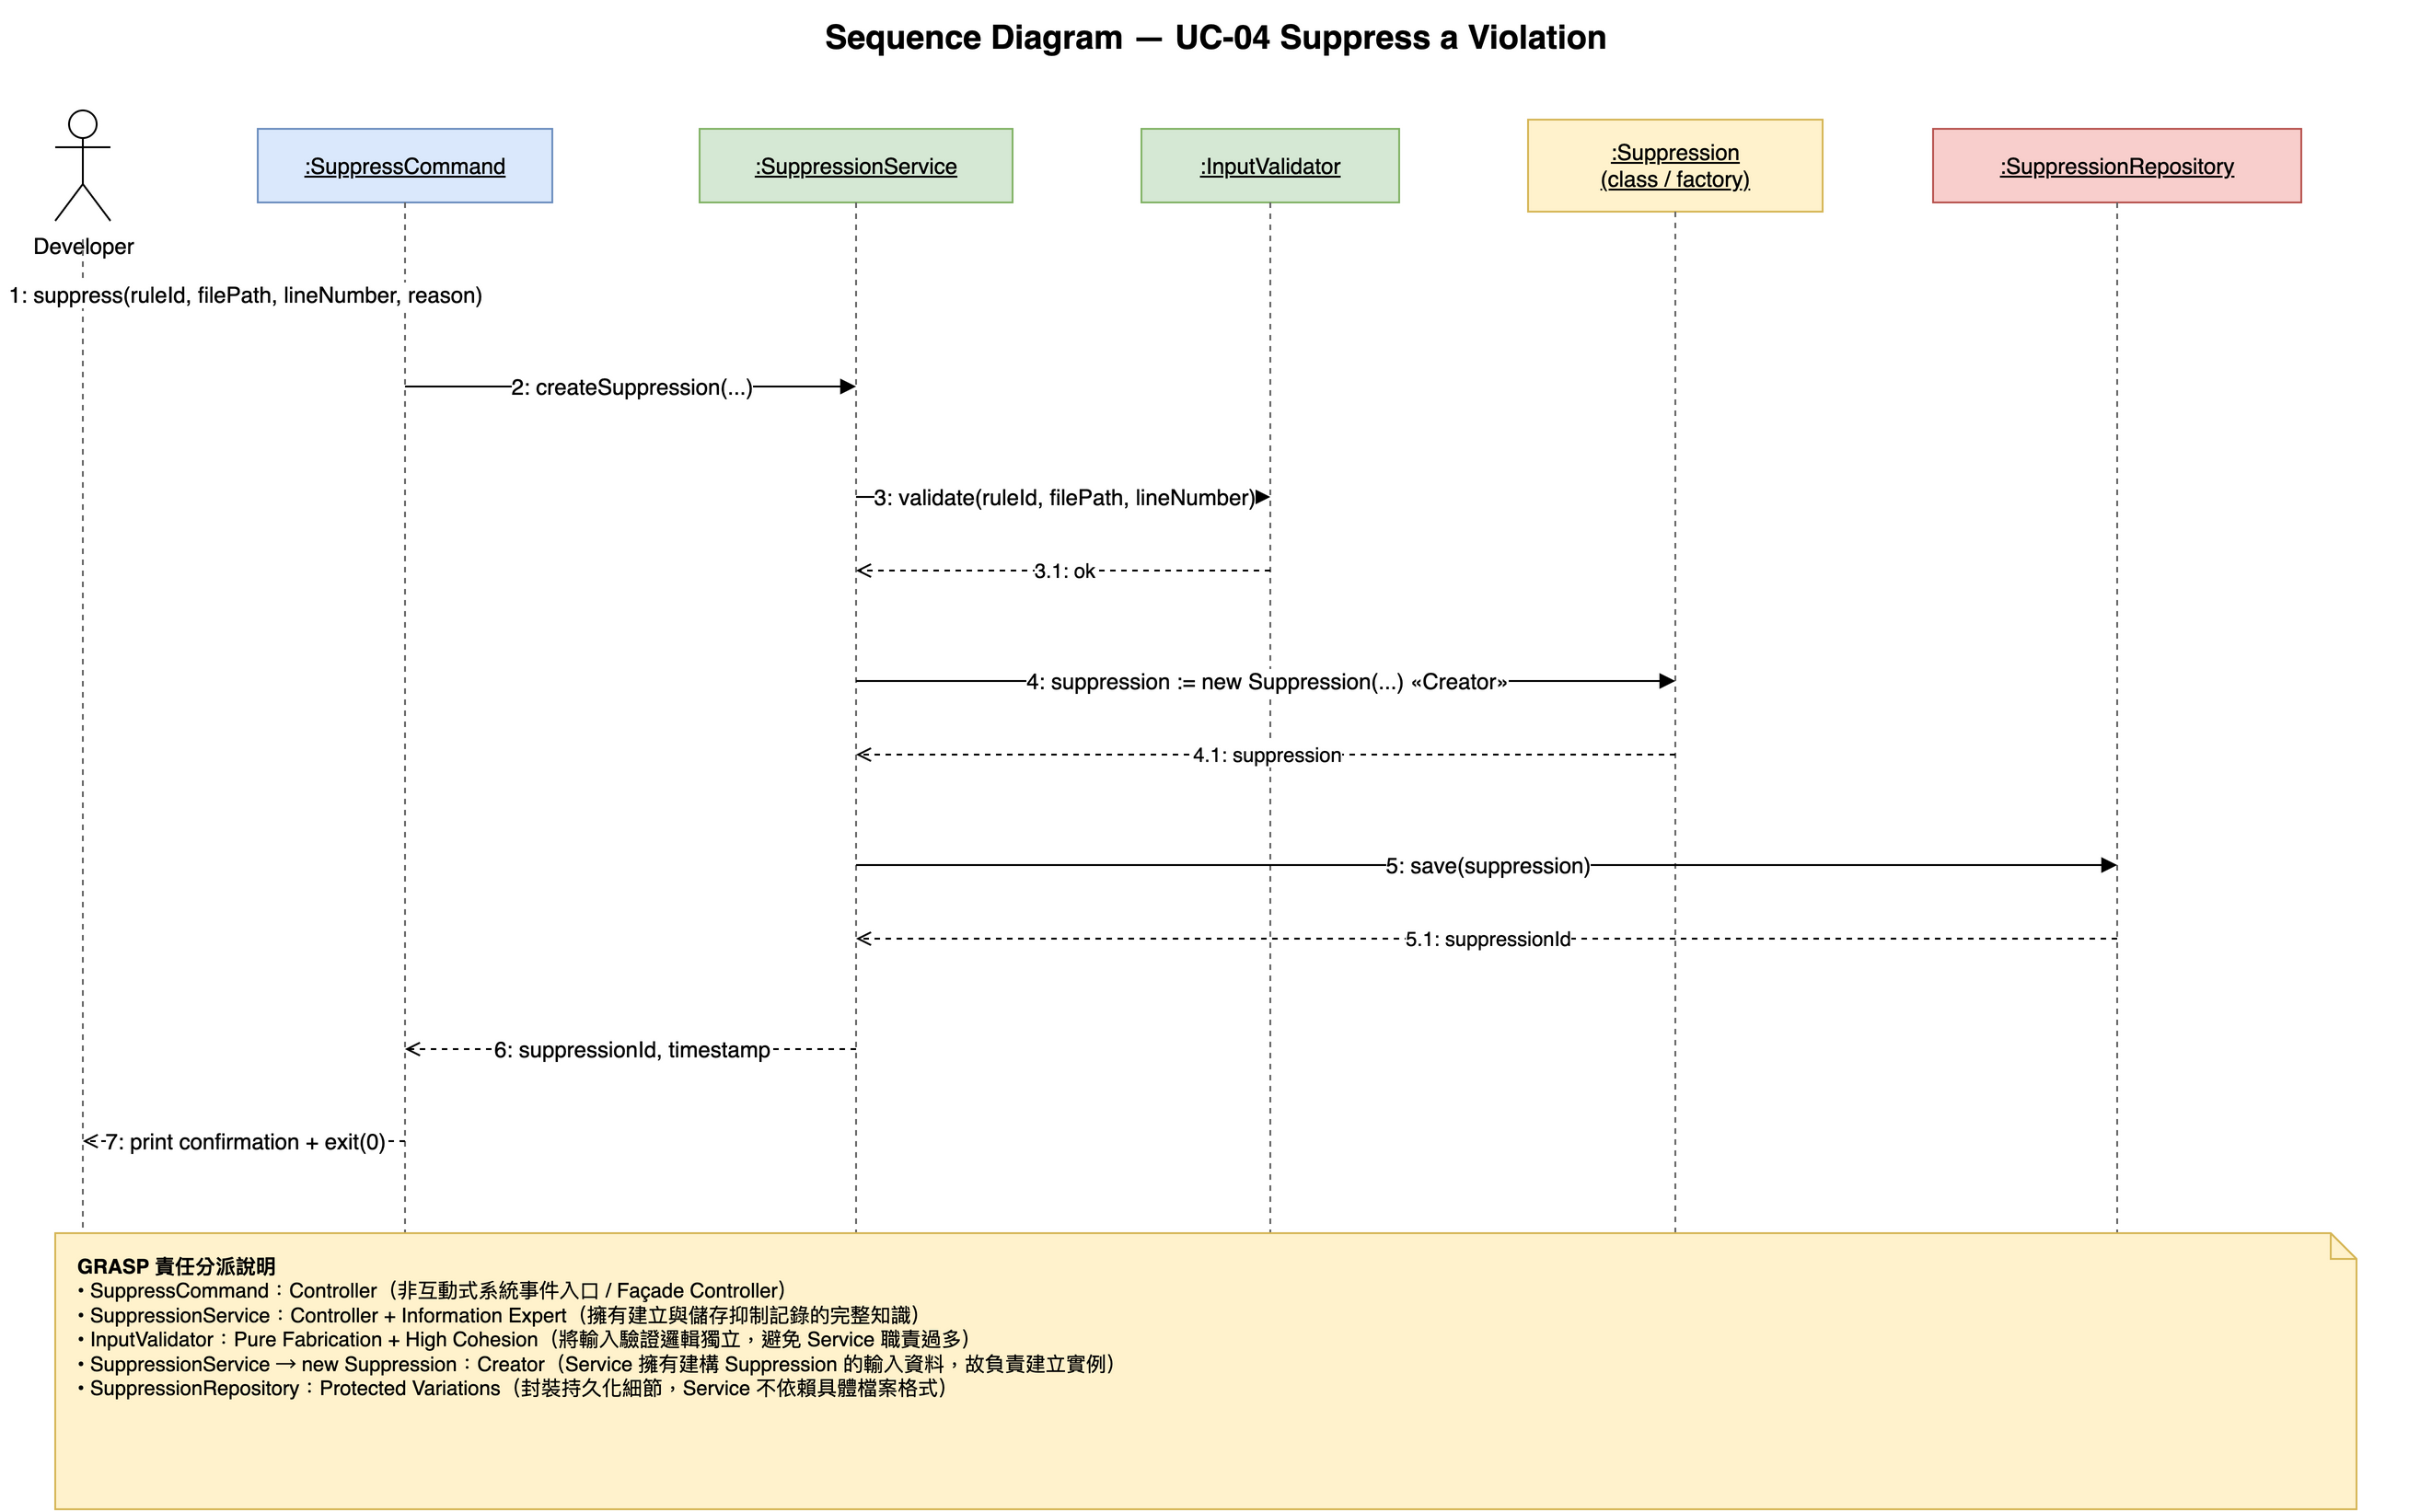 Sequence Diagram — UC-04 Suppress a Violation
:SuppressCommand
:SuppressionService
:InputValidator
:Suppression
(class / factory)
:SuppressionRepository
Developer
1: suppress(ruleId, filePath, lineNumber, reason)
2: createSuppression(...)
3: validate(ruleId, filePath, lineNumber)
3.1: ok
4: suppression := new Suppression(...) «Creator»
4.1: suppression
5: save(suppression)
5.1: suppressionId
6: suppressionId, timestamp
7: print confirmation + exit(0)
GRASP 責任分派說明
• SuppressCommand：Controller（非互動式系統事件入口 / Façade Controller）
• SuppressionService：Controller + Information Expert（擁有建立與儲存抑制記錄的完整知識）
• InputValidator：Pure Fabrication + High Cohesion（將輸入驗證邏輯獨立，避免 Service 職責過多）
• SuppressionService → new Suppression：Creator（Service 擁有建構 Suppression 的輸入資料，故負責建立實例）
• SuppressionRepository：Protected Variations（封裝持久化細節，Service 不依賴具體檔案格式）